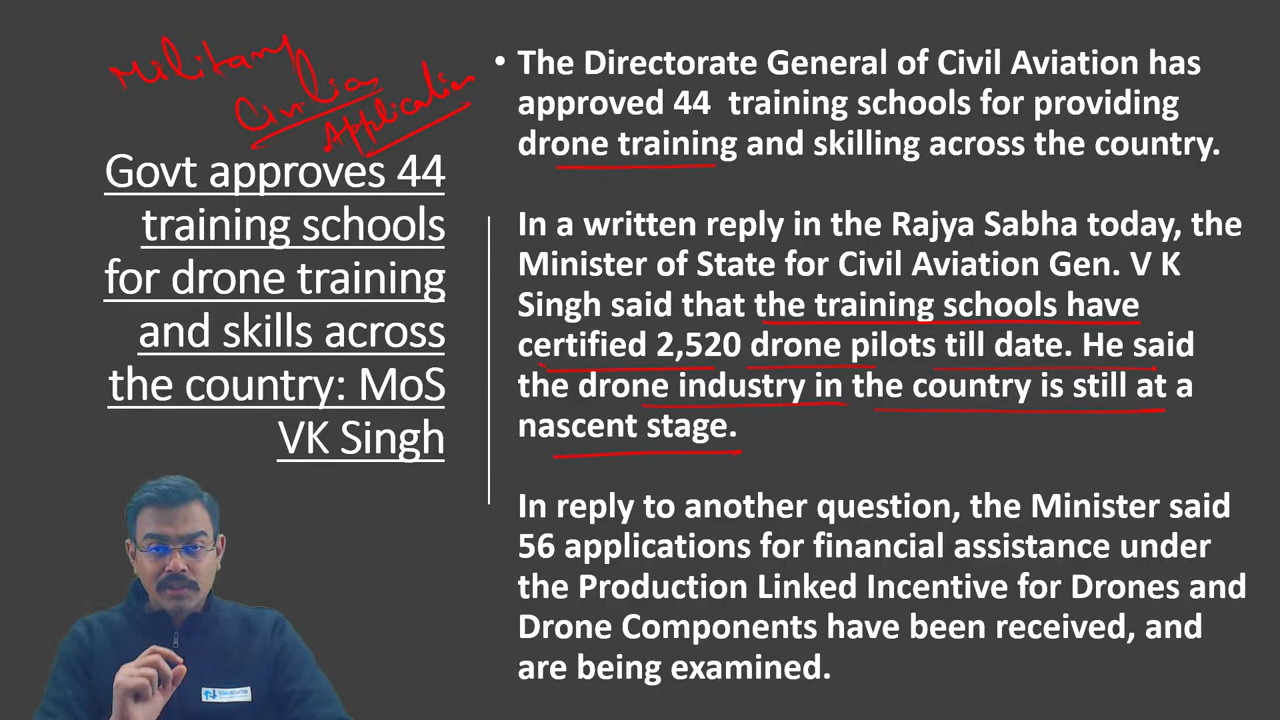 Military
Civilian
Application
Govt approves 44
training schools
for drone training
and skills across
the country: MoS
VK Singh
• The Directorate General of Civil Aviation has
approved 44 training schools for providing
drone training and skilling across the country.
In a written reply in the Rajya Sabha today, the
Minister of State for Civil Aviation Gen. V K
Singh said that the training schools have
certified 2,520 drone pilots till date. He said
the drone industry in the country is still at a
nascent stage.
In reply to another question, the Minister said
56 applications for financial assistance under
the Production Linked Incentive for Drones and
Drone Components have been received, and
are being examined.